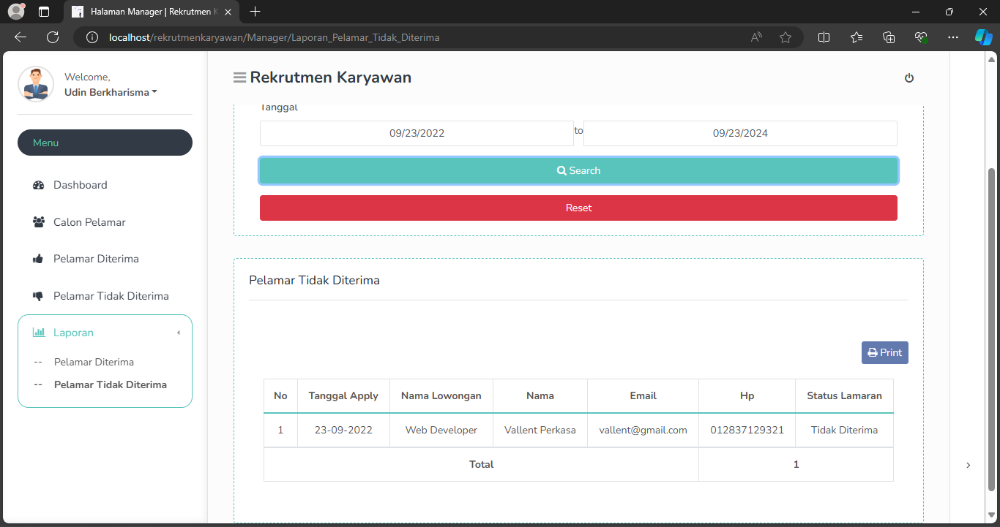 Halaman Manager | Rekrutmen K
localhost/rekrutmenkaryawan/Manager/Laporan_Pelamar_Tidak_Diterima
Welcome,
Udin Berkharisma
Menu
Dashboard
Calon Pelamar
Pelamar Diterima
Pelamar Tidak Diterima
Laporan
-- Pelamar Diterima
-- Pelamar Tidak Diterima
Rekrutmen Karyawan
Tanggal
09/23/2022 to 09/23/2024
Search
Reset
Pelamar Tidak Diterima
Print
No Tanggal Apply Nama Lowongan Nama Email Hp Status Lamaran
1 23-09-2022 Web Developer Vallent Perkasa vallent@gmail.com 012837129321 Tidak Diterima
Total 1